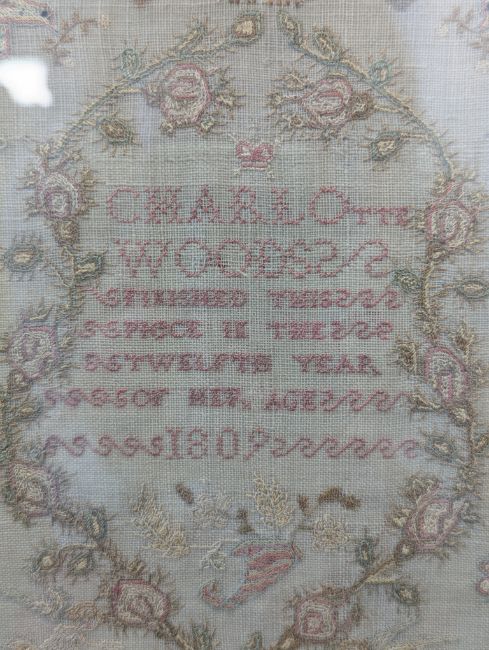 CHARLOTTE
WOODS
FINISHED THIS
PIECE IN THE
TWELFTH YEAR
OF HER AGE
1809